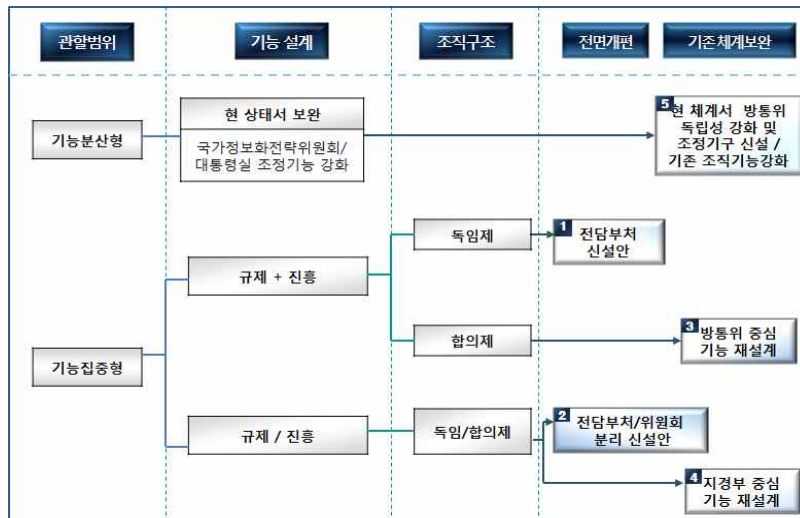 관할범위
기능 설계
조직구조
전면개편
기존체계보완
기능분산형
현 상태서 보완
국가정보화전략위원회/
대통령실 조정기능 강화
5
현 체계서 방통위
독립성 강화 및
조정기구 신설 /
기존 조직기능강화
기능집중형
규제 + 진흥
독임제
1
전담부처
신설안
합의제
3
방통위 중심
기능 재설계
규제 / 진흥
독임/합의제
2
전담부처/위원회
분리 신설안
4
지경부 중심
기능 재설계